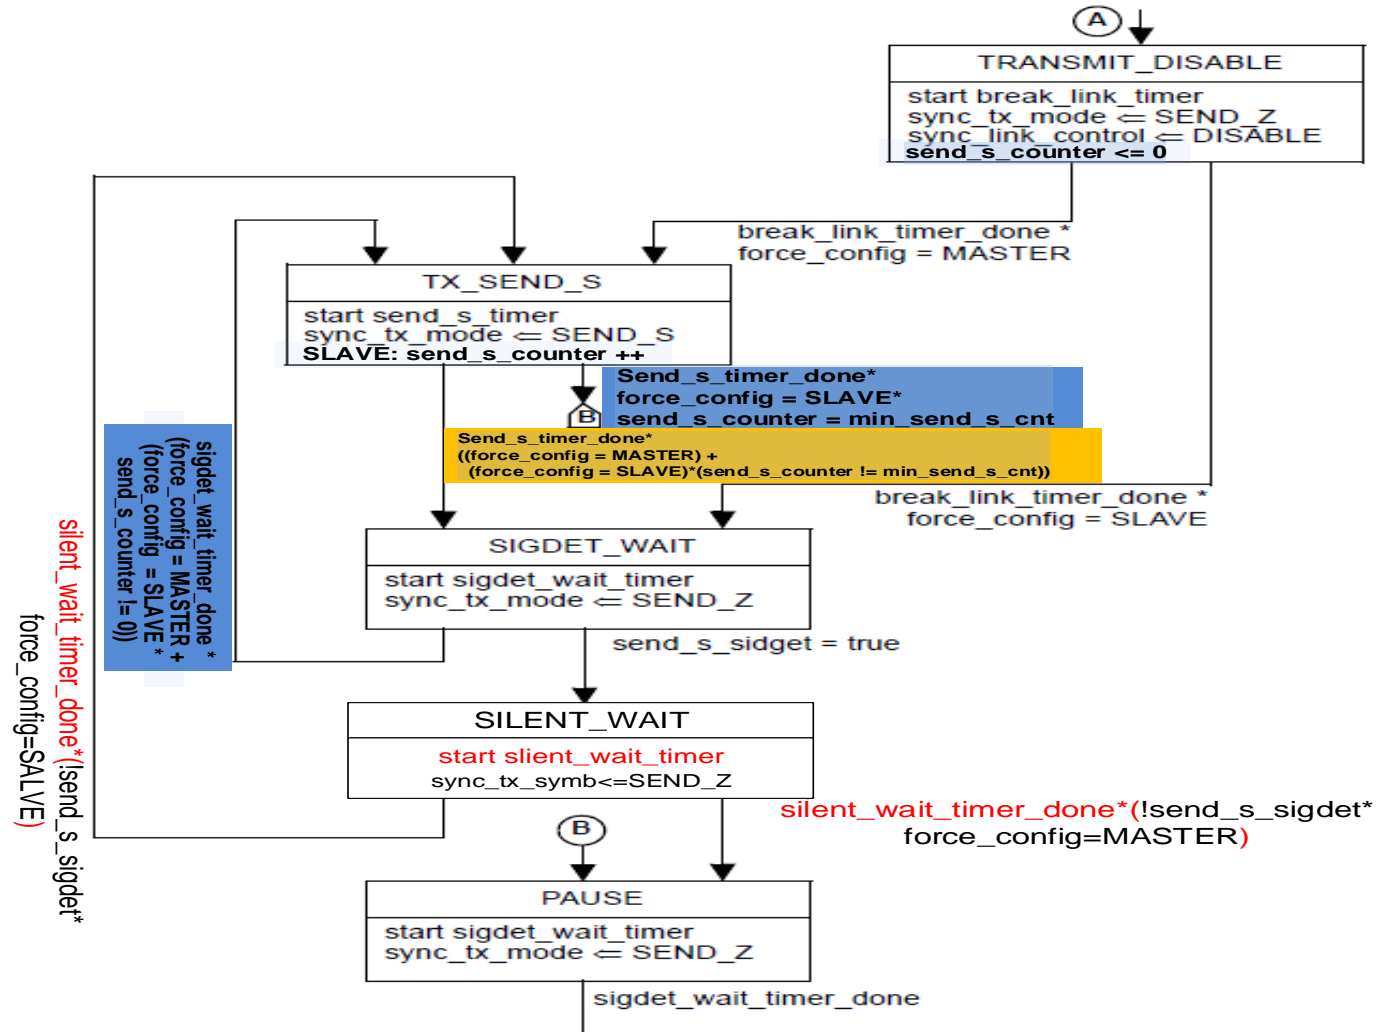 A
TRANSMIT_DISABLE
start break_link_timer
sync_tx_mode ⇐ SEND_Z
sync_link_control ⇐ DISABLE
send_s_counter <= 0
break_link_timer_done *
force_config = MASTER
TX_SEND_S
start send_s_timer
sync_tx_mode ⇐ SEND_S
SLAVE: send_s_counter ++
Send_s_timer_done*
force_config = SLAVE*
send_s_counter = min_send_s_cnt
B
Send_s_timer_done*
((force_config = MASTER) +
(force_config = SLAVE)*(send_s_counter != min_send_s_cnt))
break_link_timer_done *
force_config = SLAVE
sigdet_wait_timer_done *
(force_config = MASTER +
(force_config = SLAVE *
send_s_counter != 0))
SIGDET_WAIT
start sigdet_wait_timer
sync_tx_mode ⇐ SEND_Z
send_s_sidget = true
silent_wait_timer_done*(!send_s_sigdet*
force_config=SALVE)
SILENT_WAIT
start slient_wait_timer
sync_tx_symb<=SEND_Z
silent_wait_timer_done*(!send_s_sigdet*
force_config=MASTER)
B
PAUSE
start sigdet_wait_timer
sync_tx_mode ⇐ SEND_Z
sigdet_wait_timer_done